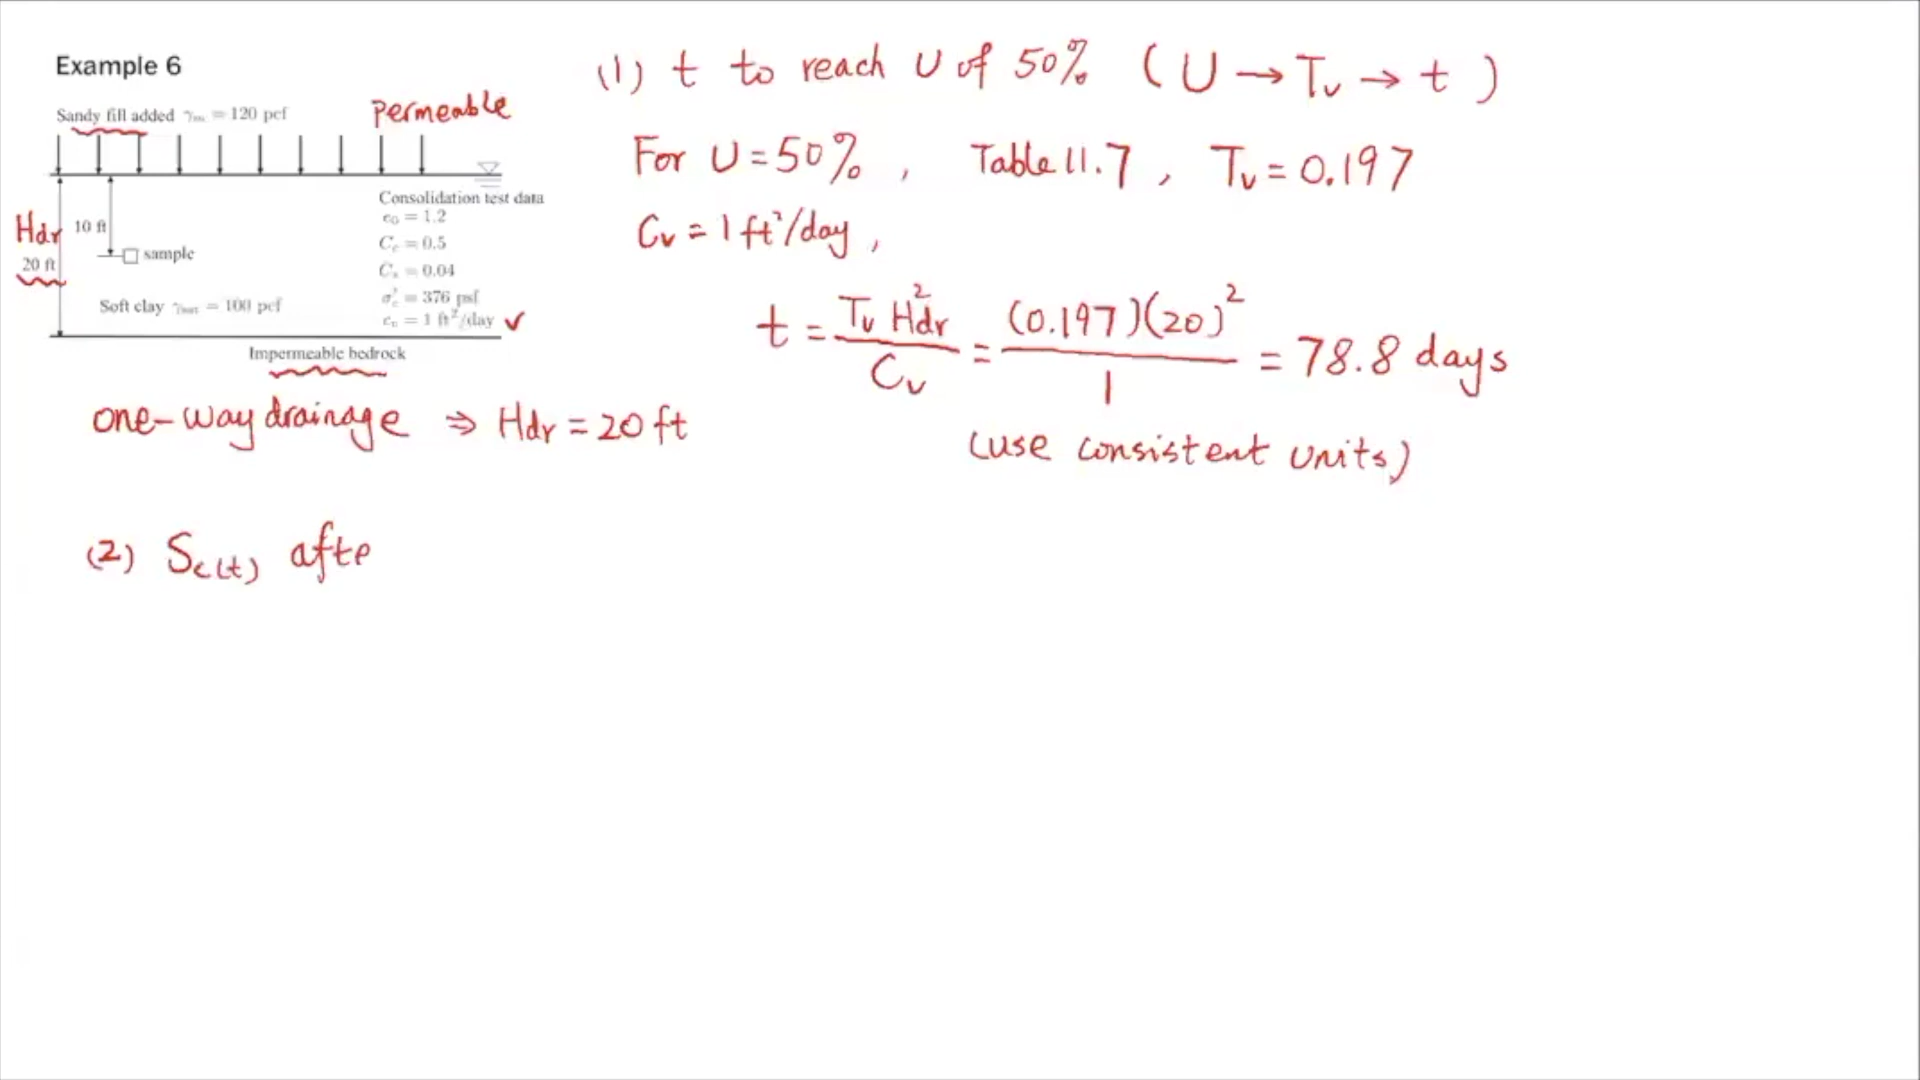 Example 6
Sandy fill added γm = 120 pcf
permeable
Hdr
10 ft
20 ft
sample
Soft clay γsat = 100 pcf
Consolidation test data
e0 = 1.2
Cc = 0.5
Cs = 0.04
σ'c = 376 psf
cv = 1 ft²/day ✓
Impermeable bedrock
one-way drainage ⇒ Hdr = 20 ft
(1) t to reach U of 50% (U → Tv → t)
For U = 50%, Table 11.7, Tv = 0.197
Cv = 1 ft²/day,
t = Tv Hdr² / Cv = (0.197)(20)² / 1 = 78.8 days
(use consistent units)
(2) Sc(t) afte